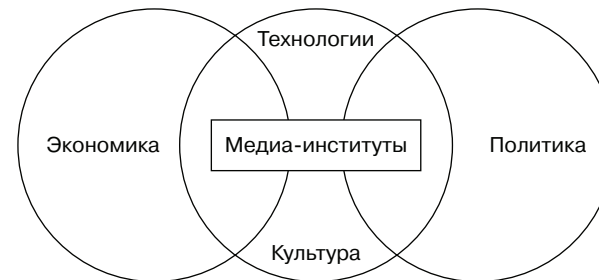 Технологии
Экономика
Медиа-институты
Политика
Культура